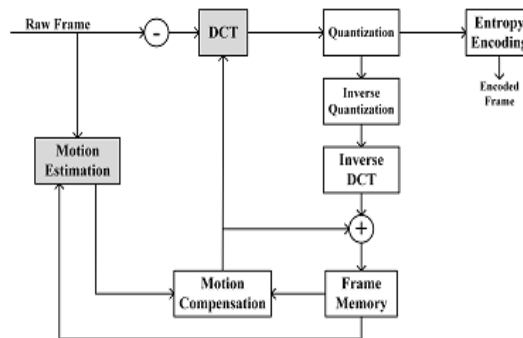 Raw Frame
-
DCT
Quantization
Entropy
Encoding
Encoded
Frame
Inverse
Quantization
Motion
Estimation
Inverse
DCT
+
Motion
Compensation
Frame
Memory